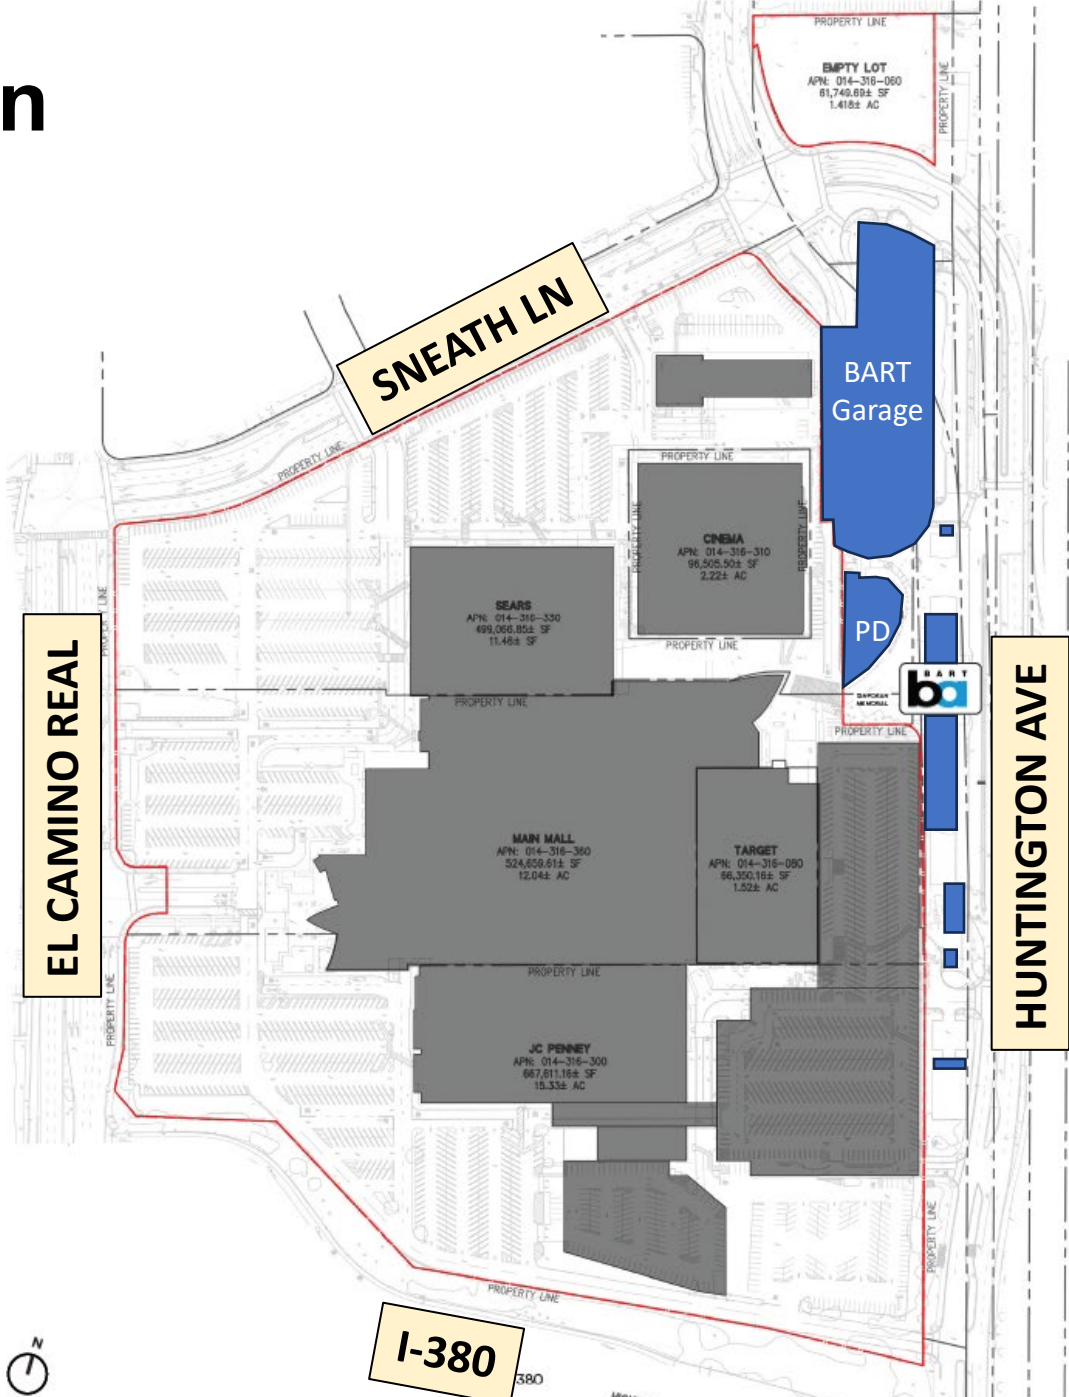 n
PROPERTY LINE
EMPTY LOT
APN: 014-316-060
61,749.69± SF
1.418± AC
PROPERTY LINE
SNEATH LN
BART
Garage
PROPERTY LINE
PROPERTY LINE
PROPERTY LINE
PROPERTY LINE
CINEMA
APN: 014-316-310
96,505.50± SF
2.22± AC
PROPERTY LINE
SEARS
APN: 014-316-330
499,066.85± SF
11.46± SF
PROPERTY LINE
PD
EL CAMINO REAL
PROPERTY LINE
MEMORIAL
BART
ba
HUNTINGTON AVE
PROPERTY LINE
MAIN MALL
APN: 014-316-360
524,659.61± SF
12.04± AC
TARGET
APN: 014-316-080
66,350.16± SF
1.52± AC
PROPERTY LINE
PROPERTY LINE
JC PENNEY
APN: 014-316-300
667,611.16± SF
15.33± AC
PROPERTY LINE
PROPERTY LINE
I-380
380
N